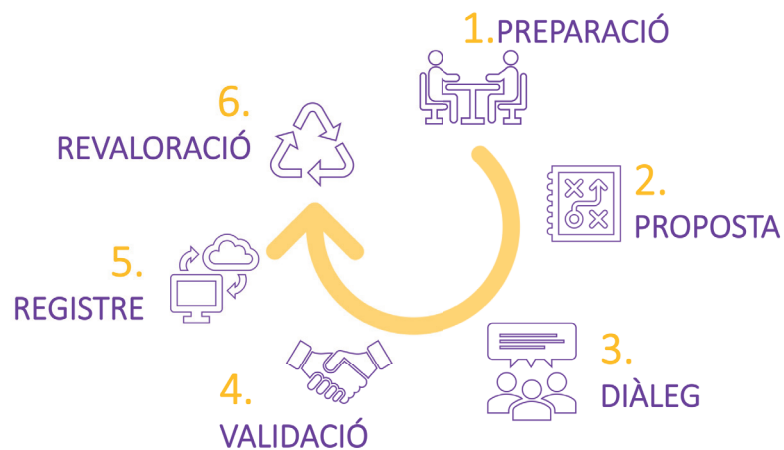 1.PREPARACIÓ
2.
PROPOSTA
3.
DIÀLEG
4.
VALIDACIÓ
5.
REGISTRE
6.
REVALORACIÓ